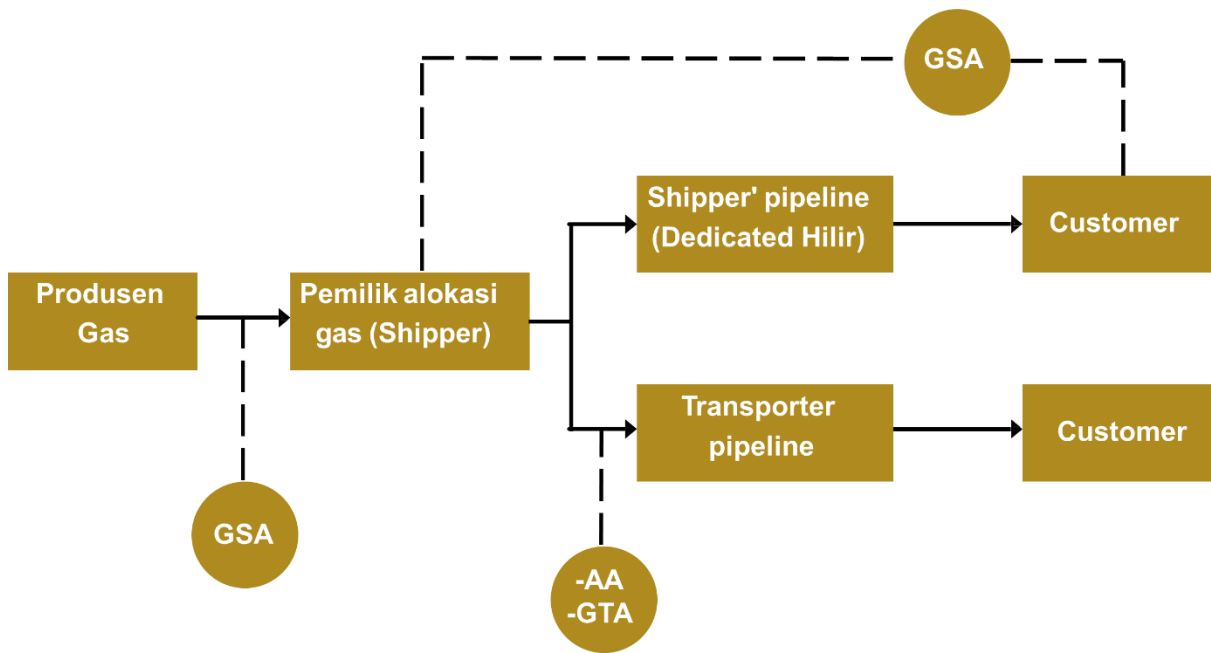 GSA
Shipper' pipeline
(Dedicated Hilir)
Customer
Produsen
Gas
Pemilik alokasi
gas (Shipper)
Transporter
pipeline
Customer
GSA
-AA
-GTA